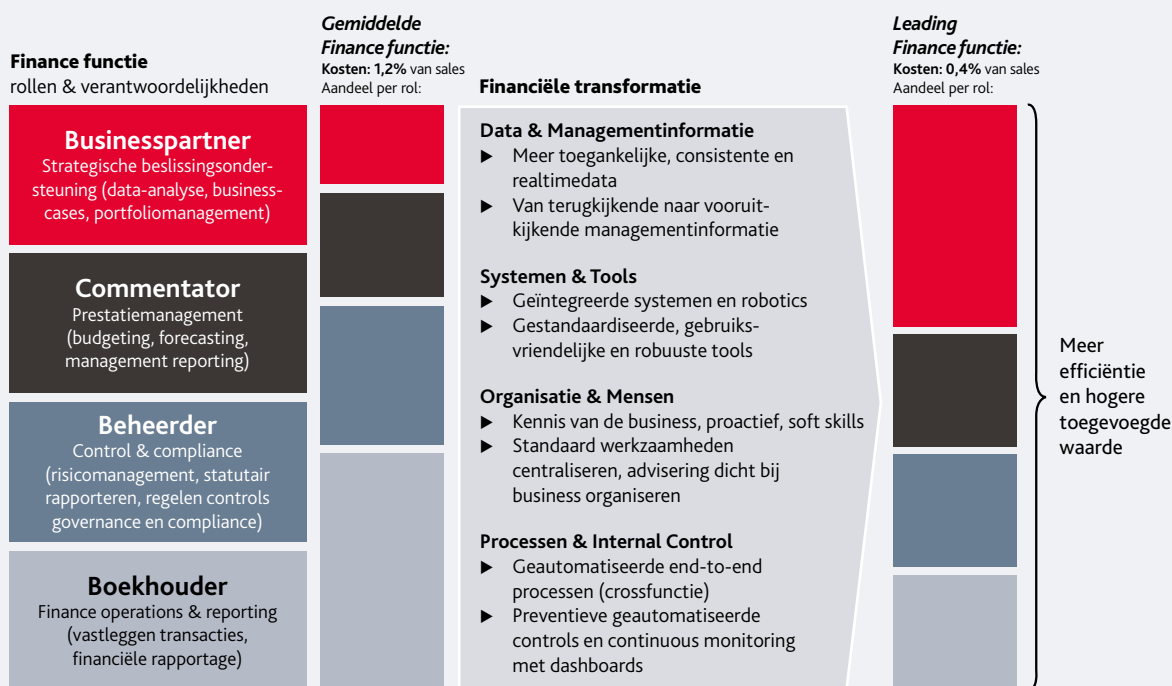 Finance functie
rollen & verantwoordelijkheden
Businesspartner
Strategische beslissingsonder-
steuning (data-analyse, business-
cases, portfoliomanagement)
Commentator
Prestatiemanagement
(budgeting, forecasting,
management reporting)
Beheerder
Control & compliance
(risicomanagement, statutair
rapporteren, regelen controls
governance en compliance)
Boekhouder
Finance operations & reporting
(vastleggen transacties,
financiële rapportage)
Gemiddelde
Finance functie:
Kosten: 1,2% van sales
Aandeel per rol:
Financiële transformatie
Data & Managementinformatie
▶ Meer toegankelijke, consistente en
realtimedata
▶ Van terugkijkende naar vooruit-
kijkende managementinformatie
Systemen & Tools
▶ Geïntegreerde systemen en robotics
▶ Gestandaardiseerde, gebruiks-
vriendelijke en robuuste tools
Organisatie & Mensen
▶ Kennis van de business, proactief, soft skills
▶ Standaard werkzaamheden
centraliseren, advisering dicht bij
business organiseren
Processen & Internal Control
▶ Geautomatiseerde end-to-end
processen (crossfunctie)
▶ Preventieve geautomatiseerde
controls en continuous monitoring
met dashboards
Leading
Finance functie:
Kosten: 0,4% van sales
Aandeel per rol:
Meer
efficiëntie
en hogere
toegevoegde
waarde